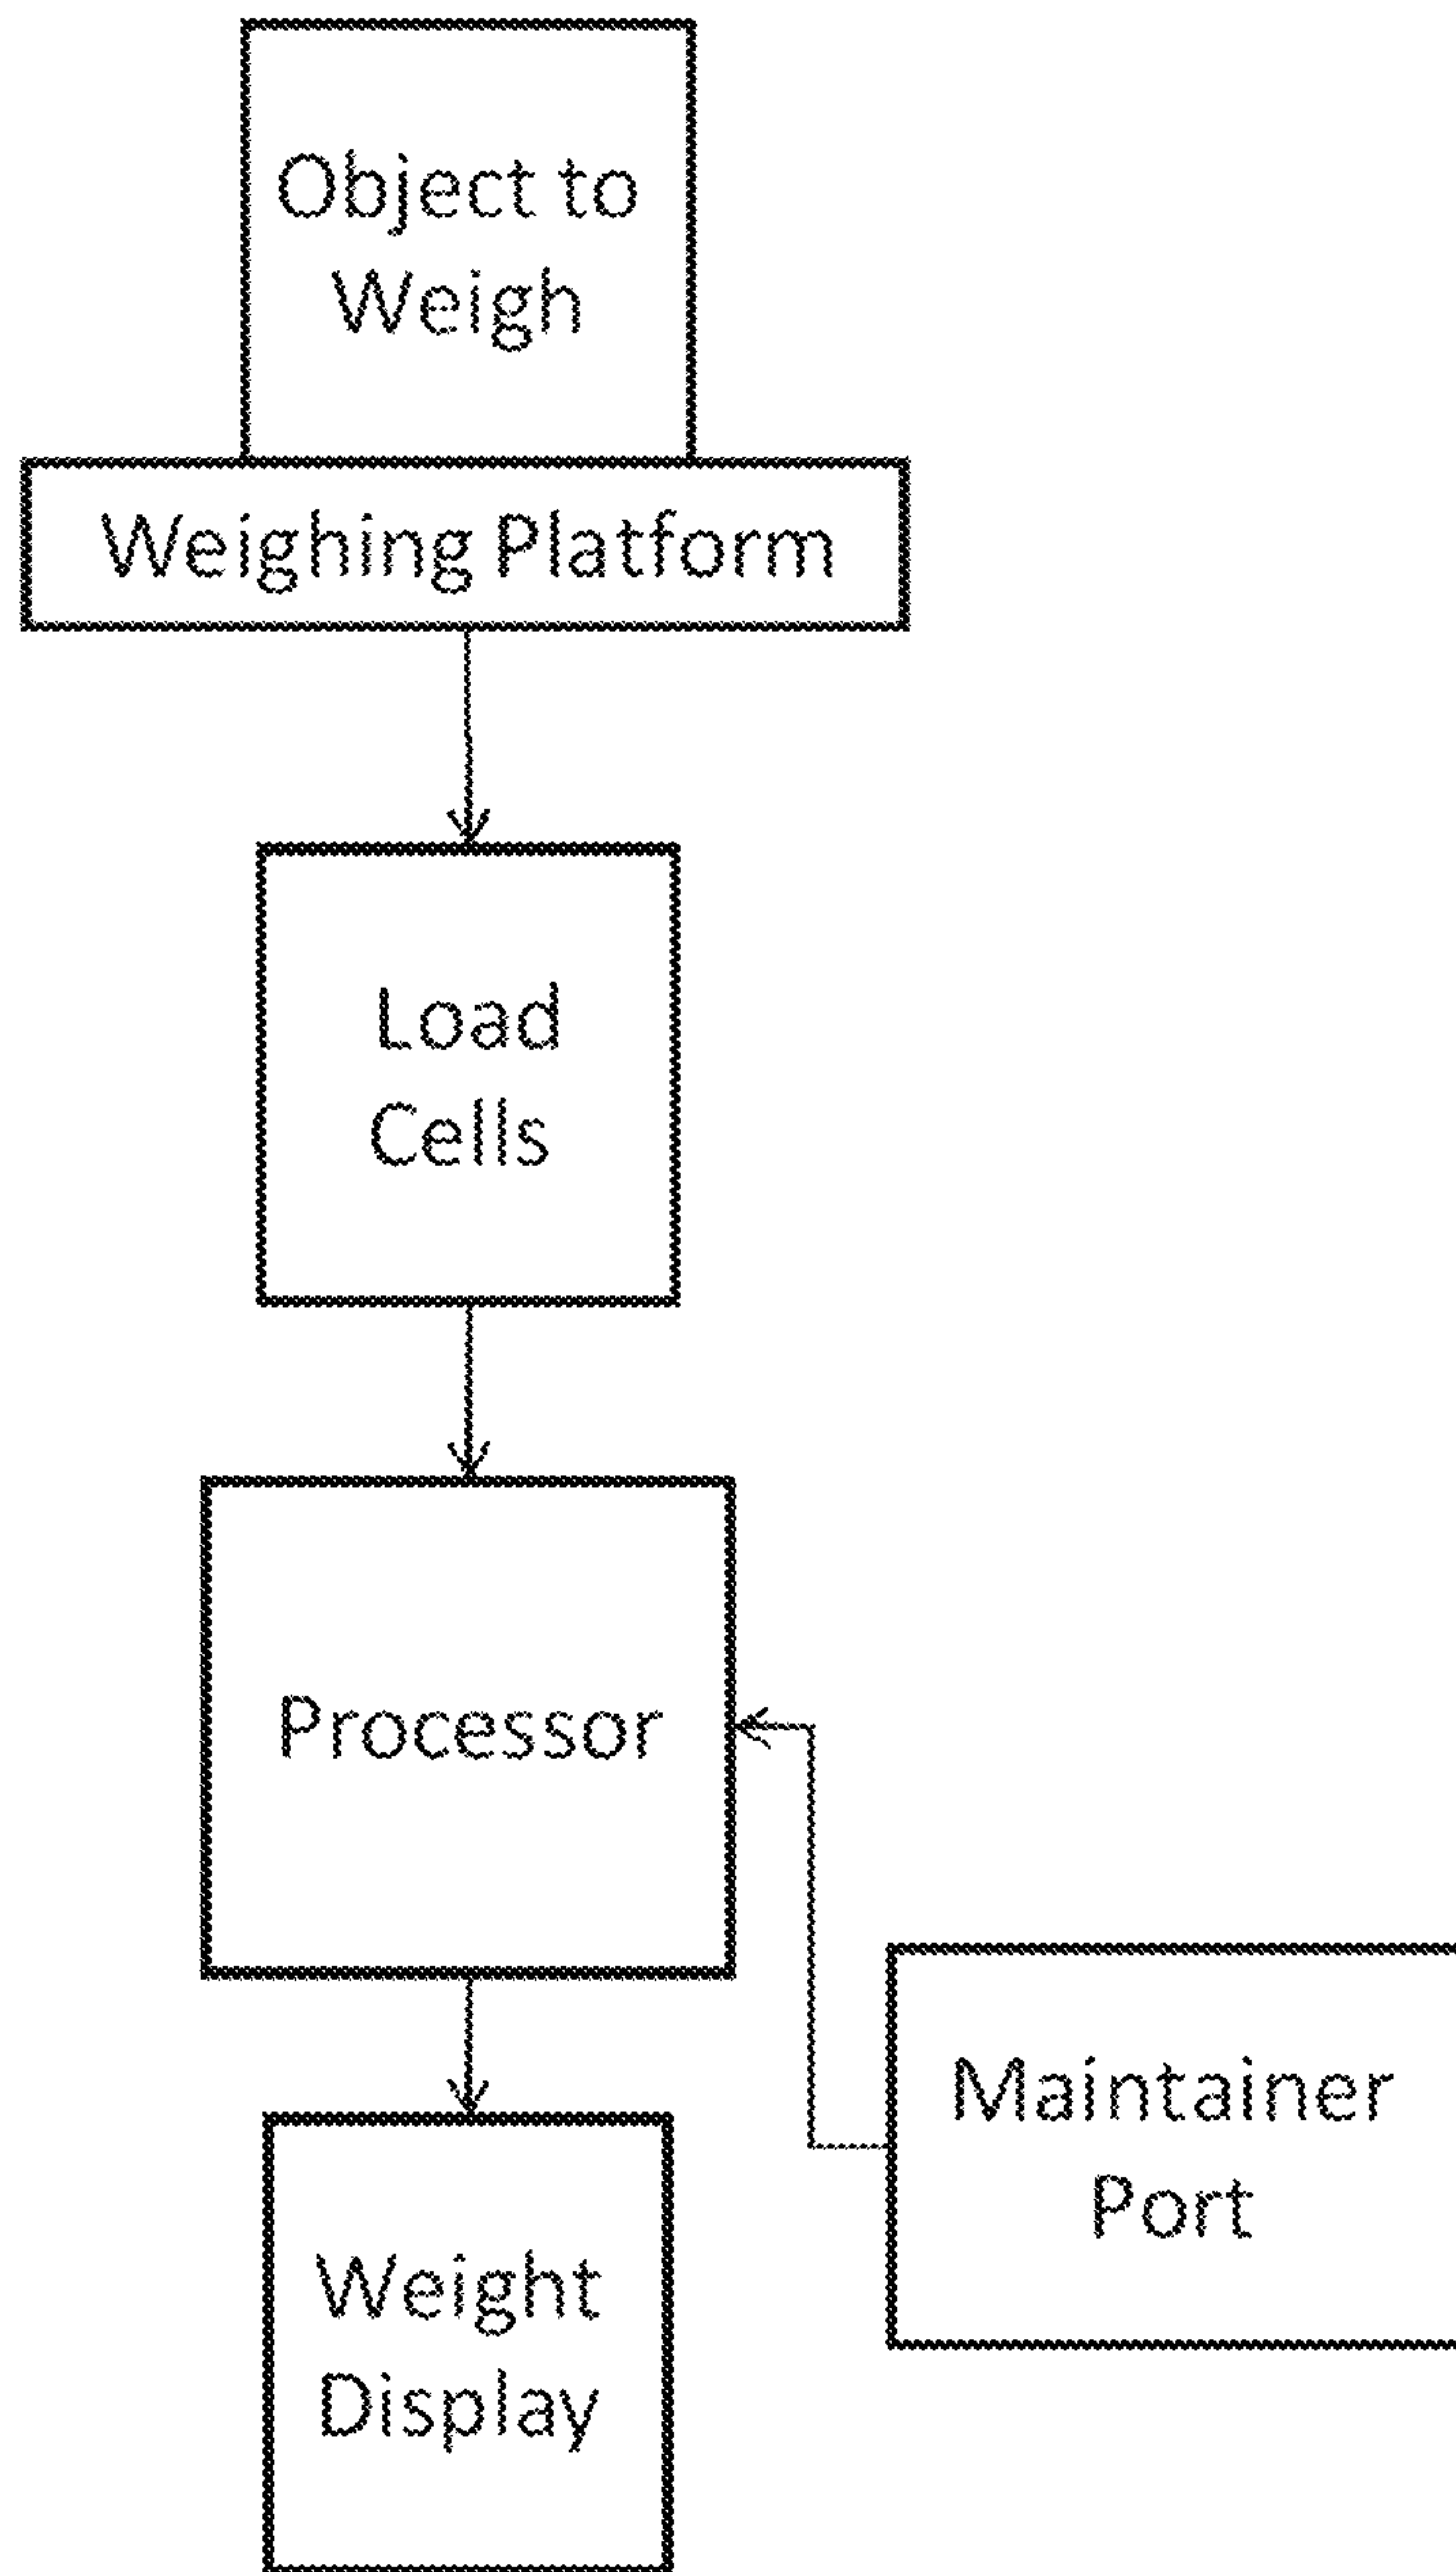 Object to
Weigh
Weighing Platform
Load
Cells
Processor
Maintainer
Port
Weight
Display